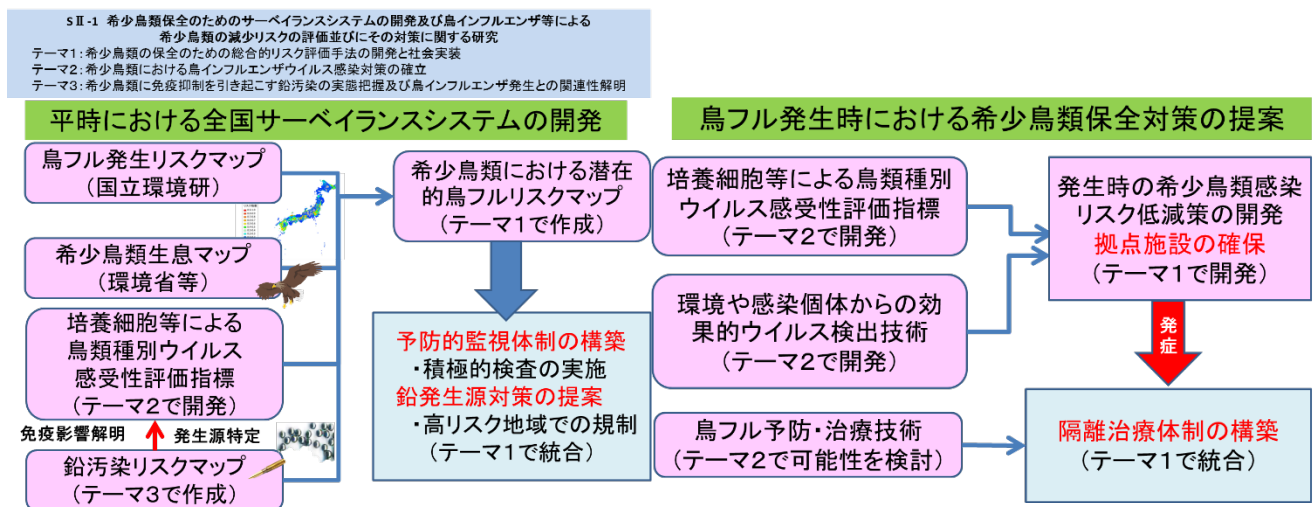 SⅡ-1 希少鳥類保全のためのサーベイランスシステムの開発及び鳥インフルエンザ等による
希少鳥類の減少リスクの評価並びにその対策に関する研究
テーマ1:希少鳥類の保全のための総合的リスク評価手法の開発と社会実装
テーマ2:希少鳥類における鳥インフルエンザウイルス感染対策の確立
テーマ3:希少鳥類に免疫抑制を引き起こす鉛汚染の実態把握及び鳥インフルエンザ発生との関連性解明
平時における全国サーベイランスシステムの開発
鳥フル発生リスクマップ
(国立環境研)
希少鳥類生息マップ
(環境省等)
培養細胞等による
鳥類種別ウイルス
感受性評価指標
(テーマ2で開発)
免疫影響解明
発生源特定
鉛汚染リスクマップ
(テーマ3で作成)
希少鳥類における潜在
的鳥フルリスクマップ
(テーマ1で作成)
予防的監視体制の構築
・積極的検査の実施
鉛発生源対策の提案
・高リスク地域での規制
(テーマ1で統合)
鳥フル発生時における希少鳥類保全対策の提案
培養細胞等による鳥類種別
ウイルス感受性評価指標
(テーマ2で開発)
環境や感染個体からの効
果的ウイルス検出技術
(テーマ2で開発)
鳥フル予防・治療技術
(テーマ2で可能性を検討)
発生時の希少鳥類感染
リスク低減策の開発
拠点施設の確保
(テーマ1で開発)
発症
隔離治療体制の構築
(テーマ1で統合)